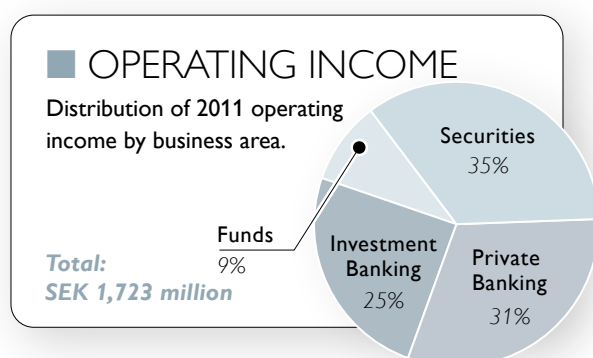 OPERATING INCOME
Distribution of 2011 operating
income by business area.
Securities
35%
Funds
9%
Investment
Banking
25%
Private
Banking
31%
Total:
SEK 1,723 million